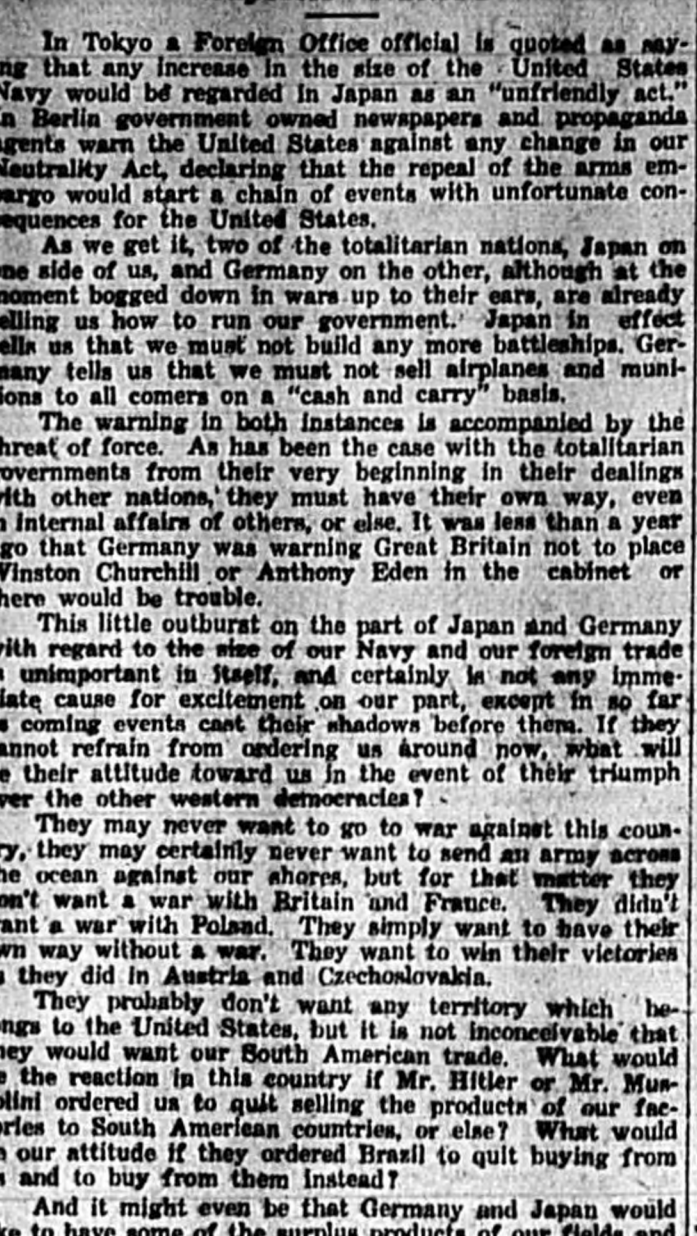 In Tokyo a Foreign Office official is quoted as say-
ng that any increase in the size of the United States
Navy would be regarded in Japan as an "unfriendly act."
n Berlin government owned newspapers and propaganda
gents warn the United States against any change in our
Neutrality Act, declaring that the repeal of the arms em-
argo would start a chain of events with unfortunate con-
equences for the United States.
As we get it, two of the totalitarian nations, Japan on
ne side of us, and Germany on the other, although at the
moment bogged down in wars up to their ears, are already
elling us how to run our government. Japan in effect
ells us that we must not build any more battleships. Ger-
many tells us that we must not sell airplanes and muni-
ions to all comers on a "cash and carry" basis.
The warning in both instances is accompanied by the
hreat of force. As has been the case with the totalitarian
overnments from their very beginning in their dealings
with other nations, they must have their own way, even
n internal affairs of others, or else. It was less than a year
go that Germany was warning Great Britain not to place
Winston Churchill or Anthony Eden in the cabinet or
here would be trouble.
This little outburst on the part of Japan and Germany
with regard to the size of our Navy and our foreign trade
s unimportant in itself, and certainly is not any imme-
iate cause for excitement on our part, except in so far
s coming events cast their shadows before them. If they
annot refrain from ordering us around now, what will
e their attitude toward us in the event of their triumph
ver the other western democracies?
They may never want to go to war against this coun-
ry, they may certainly never want to send an army across
he ocean against our shores, but for that matter they
on't want a war with Britain and France. They didn't
ant a war with Poland. They simply want to have their
wn way without a war. They want to win their victories
s they did in Austria and Czechoslovakia.
They probably don't want any territory which be-
ongs to the United States, but it is not inconceivable that
hey would want our South American trade. What would
e the reaction in this country if Mr. Hitler or Mr. Mus-
olini ordered us to quit selling the products of our fac-
ories to South American countries, or else? What would
e our attitude if they ordered Brazil to quit buying from
s and to buy from them instead?
And it might even be that Germany and Japan would
ke to have some of the surplus products of our fields and